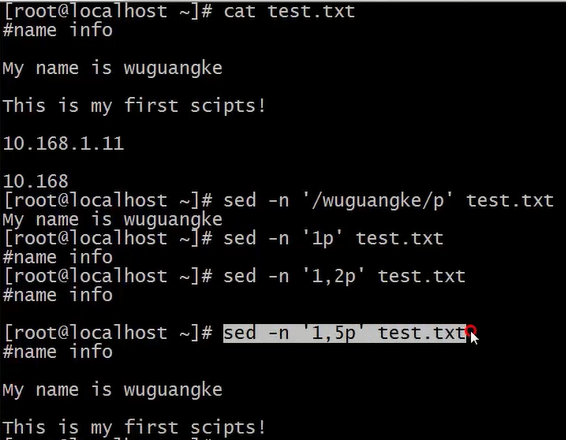 [root@localhost ~]# cat test.txt
#name info
My name is wuguangke
This is my first scipts!
10.168.1.11
10.168
[root@localhost ~]# sed -n '/wuguangke/p' test.txt
My name is wuguangke
[root@localhost ~]# sed -n '1p' test.txt
#name info
[root@localhost ~]# sed -n '1,2p' test.txt
#name info
[root@localhost ~]# sed -n '1,5p' test.txt
#name info
My name is wuguangke
This is my first scipts!